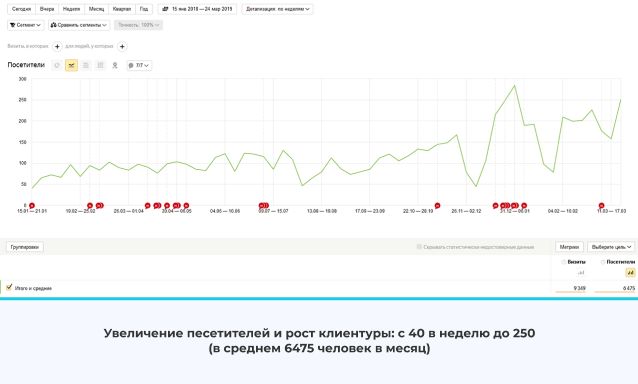 Сегодня Вчера Неделя Месяц Квартал Год 15 янв 2018 — 24 мар 2019 Детализация: по неделям
Сегмент Сравнить сегменты Точность: 100%
Визиты, в которых + для людей, у которых +
Посетители 7/7
300
250
200
150
100
50
0
15.01 — 21.01 19.02 — 25.02 26.03 — 01.04 30.04 — 06.05 04.06 — 10.06 09.07 — 15.07 13.08 — 19.08 17.09 — 23.09 22.10 — 28.10 26.11 — 02.12 31.12 — 06.01 04.02 — 10.02 11.03 — 17.03
Группировки Скрывать статистически-недостоверные данные Метрики Выберите цель
Визиты Посетители
Итого и средние 9 349 6 475
Увеличение песетителей и рост клиентуры: с 40 в неделю до 250
(в среднем 6475 человек в месяц)